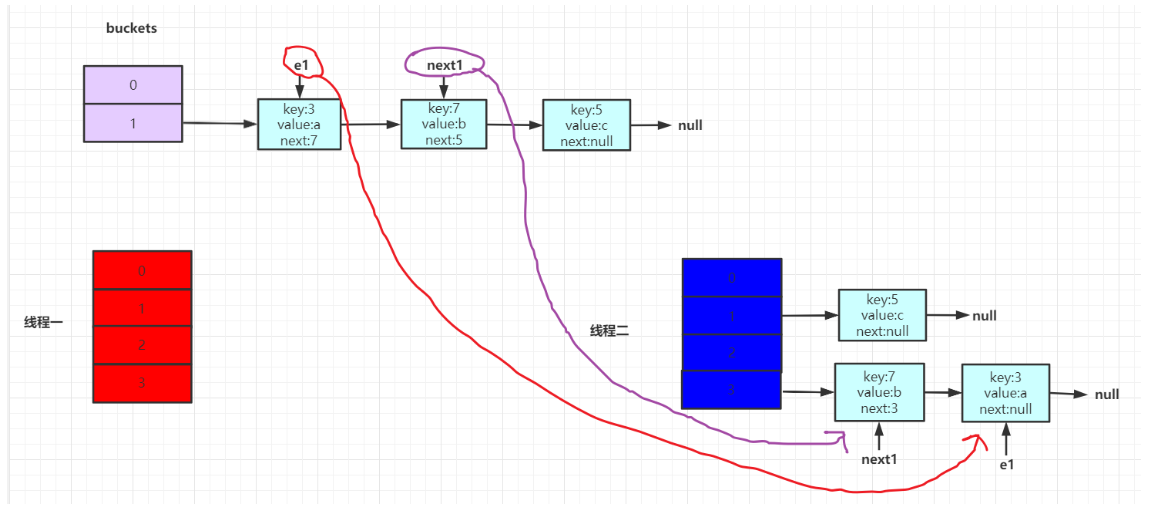 buckets
0
1
e1
next1
key:3
value:a
next:7
key:7
value:b
next:5
key:5
value:c
next:null
null
线程一
0
1
2
3
线程二
0
1
2
3
key:5
value:c
next:null
null
key:7
value:b
next:3
key:3
value:a
next:null
null
next1
e1